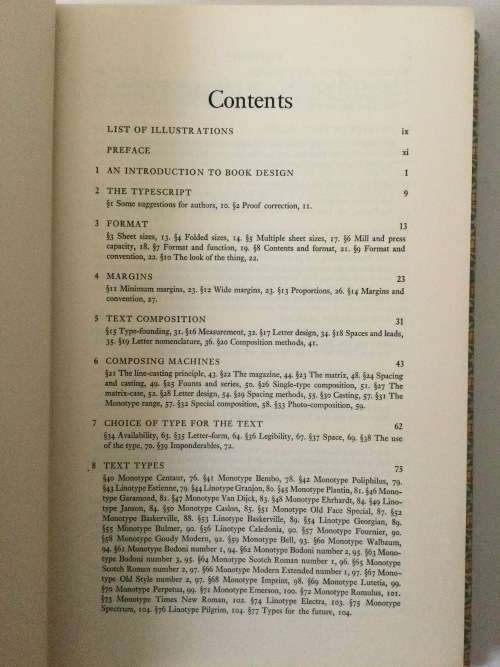 Contents
LIST OF ILLUSTRATIONS ix
PREFACE xi
1 AN INTRODUCTION TO BOOK DESIGN 1
2 THE TYPESCRIPT 9
§1 Some suggestions for authors, 10. §2 Proof correction, 11.
3 FORMAT 13
§3 Sheet sizes, 13. §4 Folded sizes, 14. §5 Multiple sheet sizes, 17. §6 Mill and press
capacity, 18. §7 Format and function, 19. §8 Contents and format, 21. §9 Format and
convention, 22. §10 The look of the thing, 22.
4 MARGINS 23
§11 Minimum margins, 23. §12 Wide margins, 23. §13 Proportions, 26. §14 Margins and
convention, 27.
5 TEXT COMPOSITION 31
§15 Type-founding, 31. §16 Measurement, 32. §17 Letter design, 34. §18 Spaces and leads,
35. §19 Letter nomenclature, 36. §20 Composition methods, 41.
6 COMPOSING MACHINES 43
§21 The line-casting principle, 43. §22 The magazine, 44. §23 The matrix, 48. §24 Spacing
and casting, 49. §25 Founts and series, 50. §26 Single-type composition, 51. §27 The
matrix-case, 52. §28 Letter design, 54. §29 Spacing methods, 55. §30 Casting, 57. §31 The
Monotype range, 57. §32 Special composition, 58. §33 Photo-composition, 59.
7 CHOICE OF TYPE FOR THE TEXT 62
§34 Availability, 63. §35 Letter-form, 64. §36 Legibility, 67. §37 Space, 69. §38 The use
of the type, 70. §39 Imponderables, 72.
8 TEXT TYPES 75
§40 Monotype Centaur, 76. §41 Monotype Bembo, 78. §42 Monotype Poliphilus, 79.
§43 Linotype Estienne, 79. §44 Linotype Granjon, 80. §45 Monotype Plantin, 81. §46 Mono-
type Garamond, 81. §47 Monotype Van Dijck, 83. §48 Monotype Ehrhardt, 84. §49 Lino-
type Janson, 84. §50 Monotype Caslon, 85. §51 Monotype Old Face Special, 87. §52
Monotype Baskerville, 88. §53 Linotype Baskerville, 89. §54 Linotype Georgian, 89.
§55 Monotype Bulmer, 90. §56 Linotype Caledonia, 90. §57 Monotype Fournier, 90.
§58 Monotype Goudy Modern, 92. §59 Monotype Bell, 93. §60 Monotype Walbaum,
94. §61 Monotype Bodoni number 1, 94. §62 Monotype Bodoni number 2, 95. §63 Mono-
type Bodoni number 3, 95. §64 Monotype Scotch Roman number 1, 96. §65 Monotype
Scotch Roman number 2, 97. §66 Monotype Modern Extended number 1, 97. §67 Mono-
type Old Style number 2, 97. §68 Monotype Imprint, 98. §69 Monotype Lutetia, 99.
§70 Monotype Perpetua, 99. §71 Monotype Emerson, 100. §72 Monotype Romulus, 101.
§73 Monotype Times New Roman, 102. §74 Linotype Electra, 103. §75 Monotype
Spectrum, 104. §76 Linotype Pilgrim, 104. §77 Types for the future, 104.